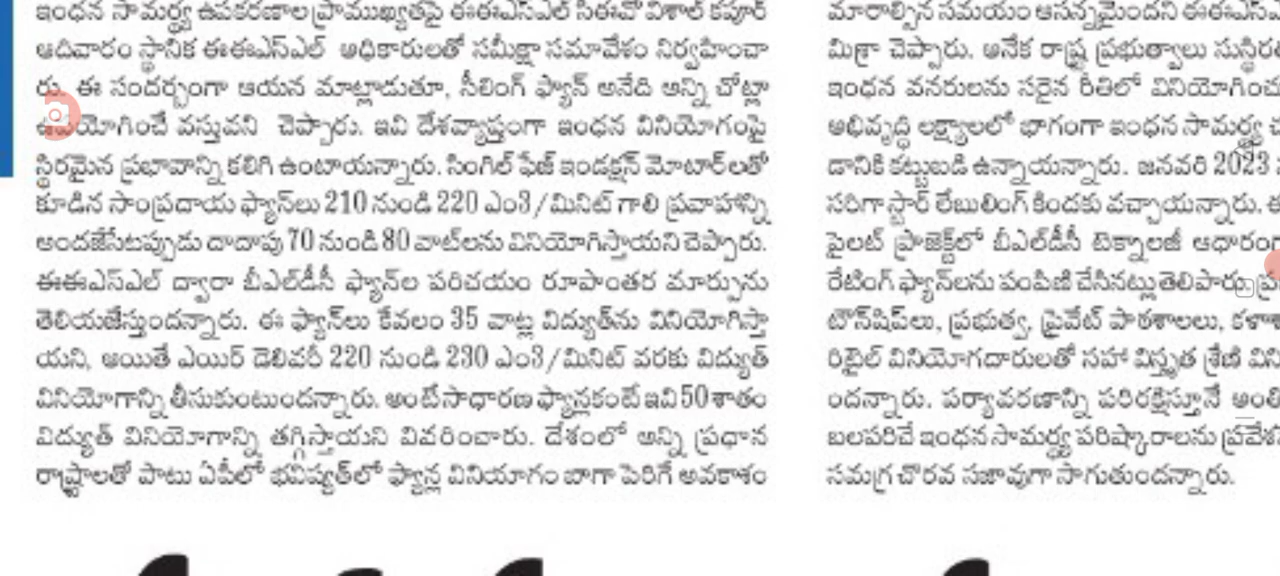 ఇంధన సామర్థ్య ఉపకరణాల ప్రాముఖ్యతపై ఈఈఎస్ఎల్ సీఈవో విశాల్ కపూర్
ఆదివారం స్థానిక ఈఈఎస్ఎల్ అధికారులతో సమీక్షా సమావేశం నిర్వహించా
రు. ఈ సందర్భంగా ఆయన మాట్లాడుతూ, సీలింగ్ ఫ్యాన్ అనేది అన్ని చోట్లా
ఉపయోగించే వస్తువని చెప్పారు. ఇవి దేశవ్యాప్తంగా ఇంధన వినియోగంపై
స్థిరమైన ప్రభావాన్ని కలిగి ఉంటాయన్నారు. సింగిల్ ఫేజ్ ఇండక్షన్ మోటార్‌లతో
కూడిన సాంప్రదాయ ఫ్యాన్‌లు 210 నుండి 220 ఎం3/మినిట్ గాలి ప్రవాహాన్ని
అందజేసేటప్పుడు దాదాపు 70 నుండి 80 వాట్‌లను వినియోగిస్తాయని చెప్పారు.
ఈఈఎస్ఎల్ ద్వారా బీఎల్‌డీసీ ఫ్యాన్‌ల పరిచయం రూపాంతర మార్పును
తెలియజేస్తుందన్నారు. ఈ ఫ్యాన్‌లు కేవలం 35 వాట్ల విద్యుత్‌ను వినియోగిస్తా
యని, అయితే ఎయిర్ డెలివరీ 220 నుండి 230 ఎం3/మినిట్ వరకు విద్యుత్
వినియోగాన్ని తీసుకుంటుందన్నారు. అంటే సాధారణ ఫ్యాన్లకంటే ఇవి 50శాతం
విద్యుత్ వినియోగాన్ని తగ్గిస్తాయని వివరించారు. దేశంలో అన్ని ప్రధాన
రాష్ట్రాలతో పాటు ఏపీలో భవిష్యత్‌లో ఫ్యాన్ల వినియోగం బాగా పెరిగే అవకాశం
మారాల్సిన సమయం ఆసన్నమైందని
మిశ్రా చెప్పారు. అనేక రాష్ట్ర ప్రభుత్వాలు
ఇంధన వనరులను సరైన రీతిలో
అభివృద్ధి లక్ష్యాలలో భాగంగా ఇంధన సామర్థ్య
డానికి కట్టుబడి ఉన్నాయన్నారు. జనవరి 2023
సరిగా స్టార్ లేబులింగ్ కిందకు వచ్చాయన్నారు.
పైలట్ ప్రాజెక్ట్‌లో బీఎల్‌డీసీ టెక్నాలజీ
రేటింగ్ ఫ్యాన్‌లను పంపిణి చేసినట్లు తెలిపారు.
టౌన్‌షిప్‌లు, ప్రభుత్వ, ప్రైవేట్ పాఠశాలలు,
రిటైల్ వినియోగదారులతో సహా విస్తృత శ్రేణి
ందన్నారు. పర్యావరణాన్ని పరిరక్షిస్తూనే
బలపరిచే ఇంధన సామర్థ్య పరిష్కారాలను
సమగ్ర చొరవ సజావుగా సాగుతుందన్నారు.